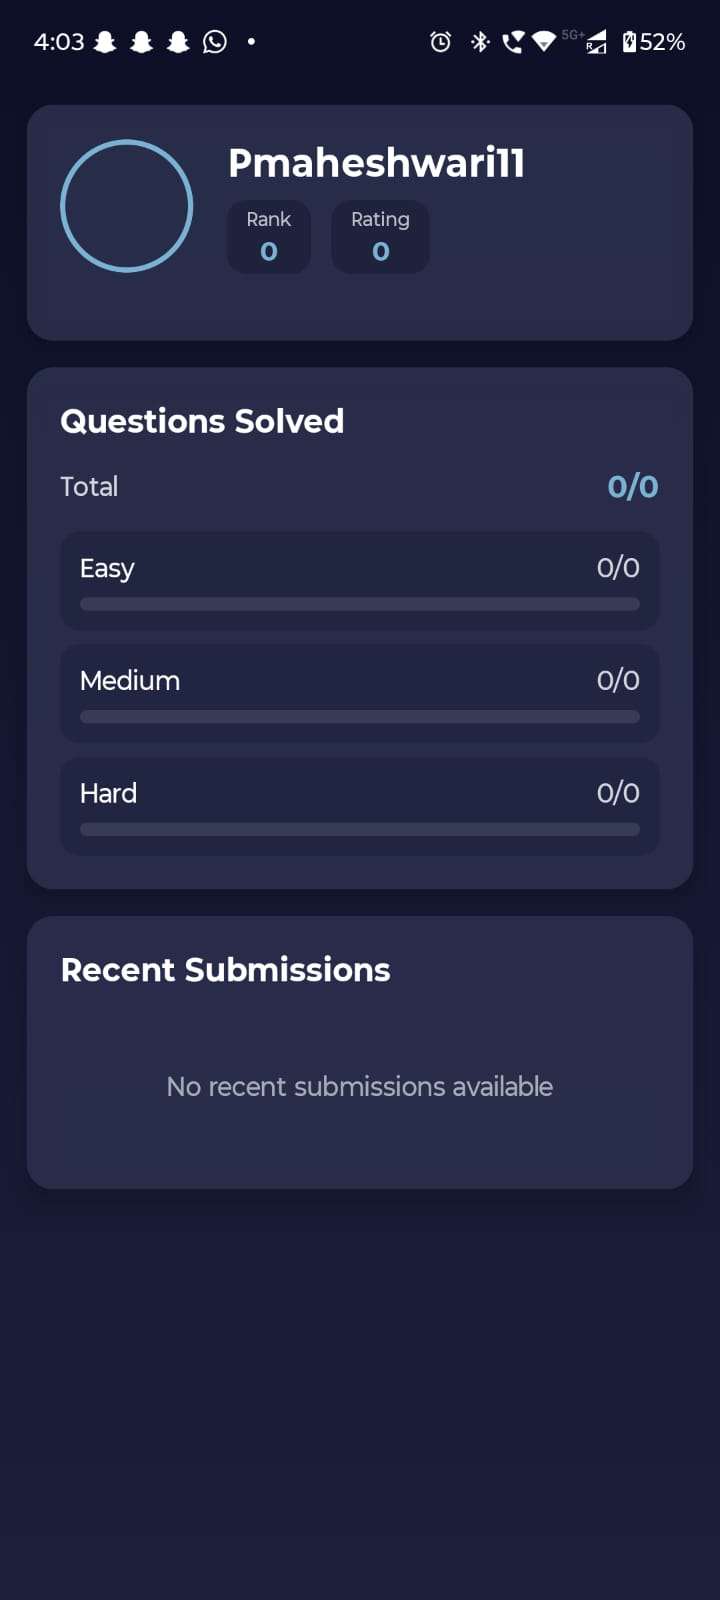 4:03 5G+ R 52%
Pmaheshwari11
Rank Rating
0 0
Questions Solved
Total 0/0
Easy 0/0
Medium 0/0
Hard 0/0
Recent Submissions
No recent submissions available